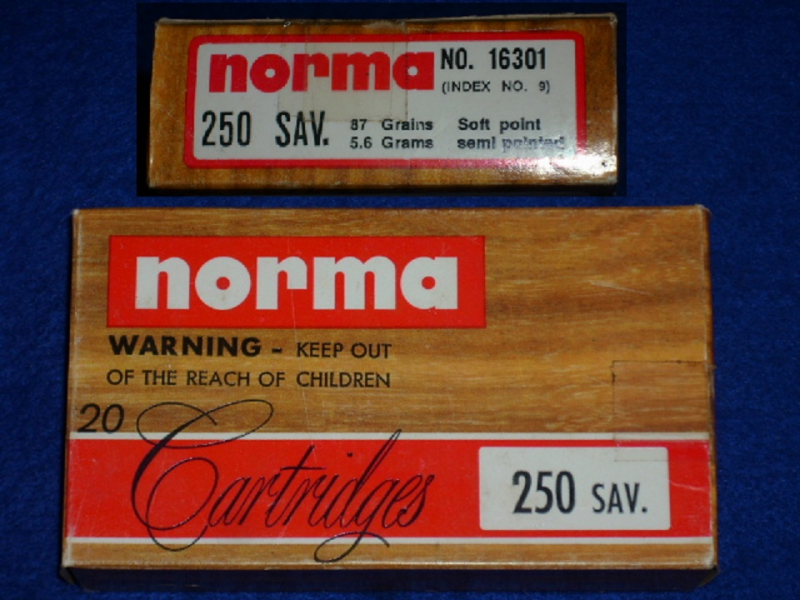 norma NO. 16301
(INDEX NO. 9)
250 SAV. 87 Grains Soft point
5.6 Grams semi pointed
norma
WARNING - KEEP OUT
OF THE REACH OF CHILDREN
20
Cartridges
250 SAV.